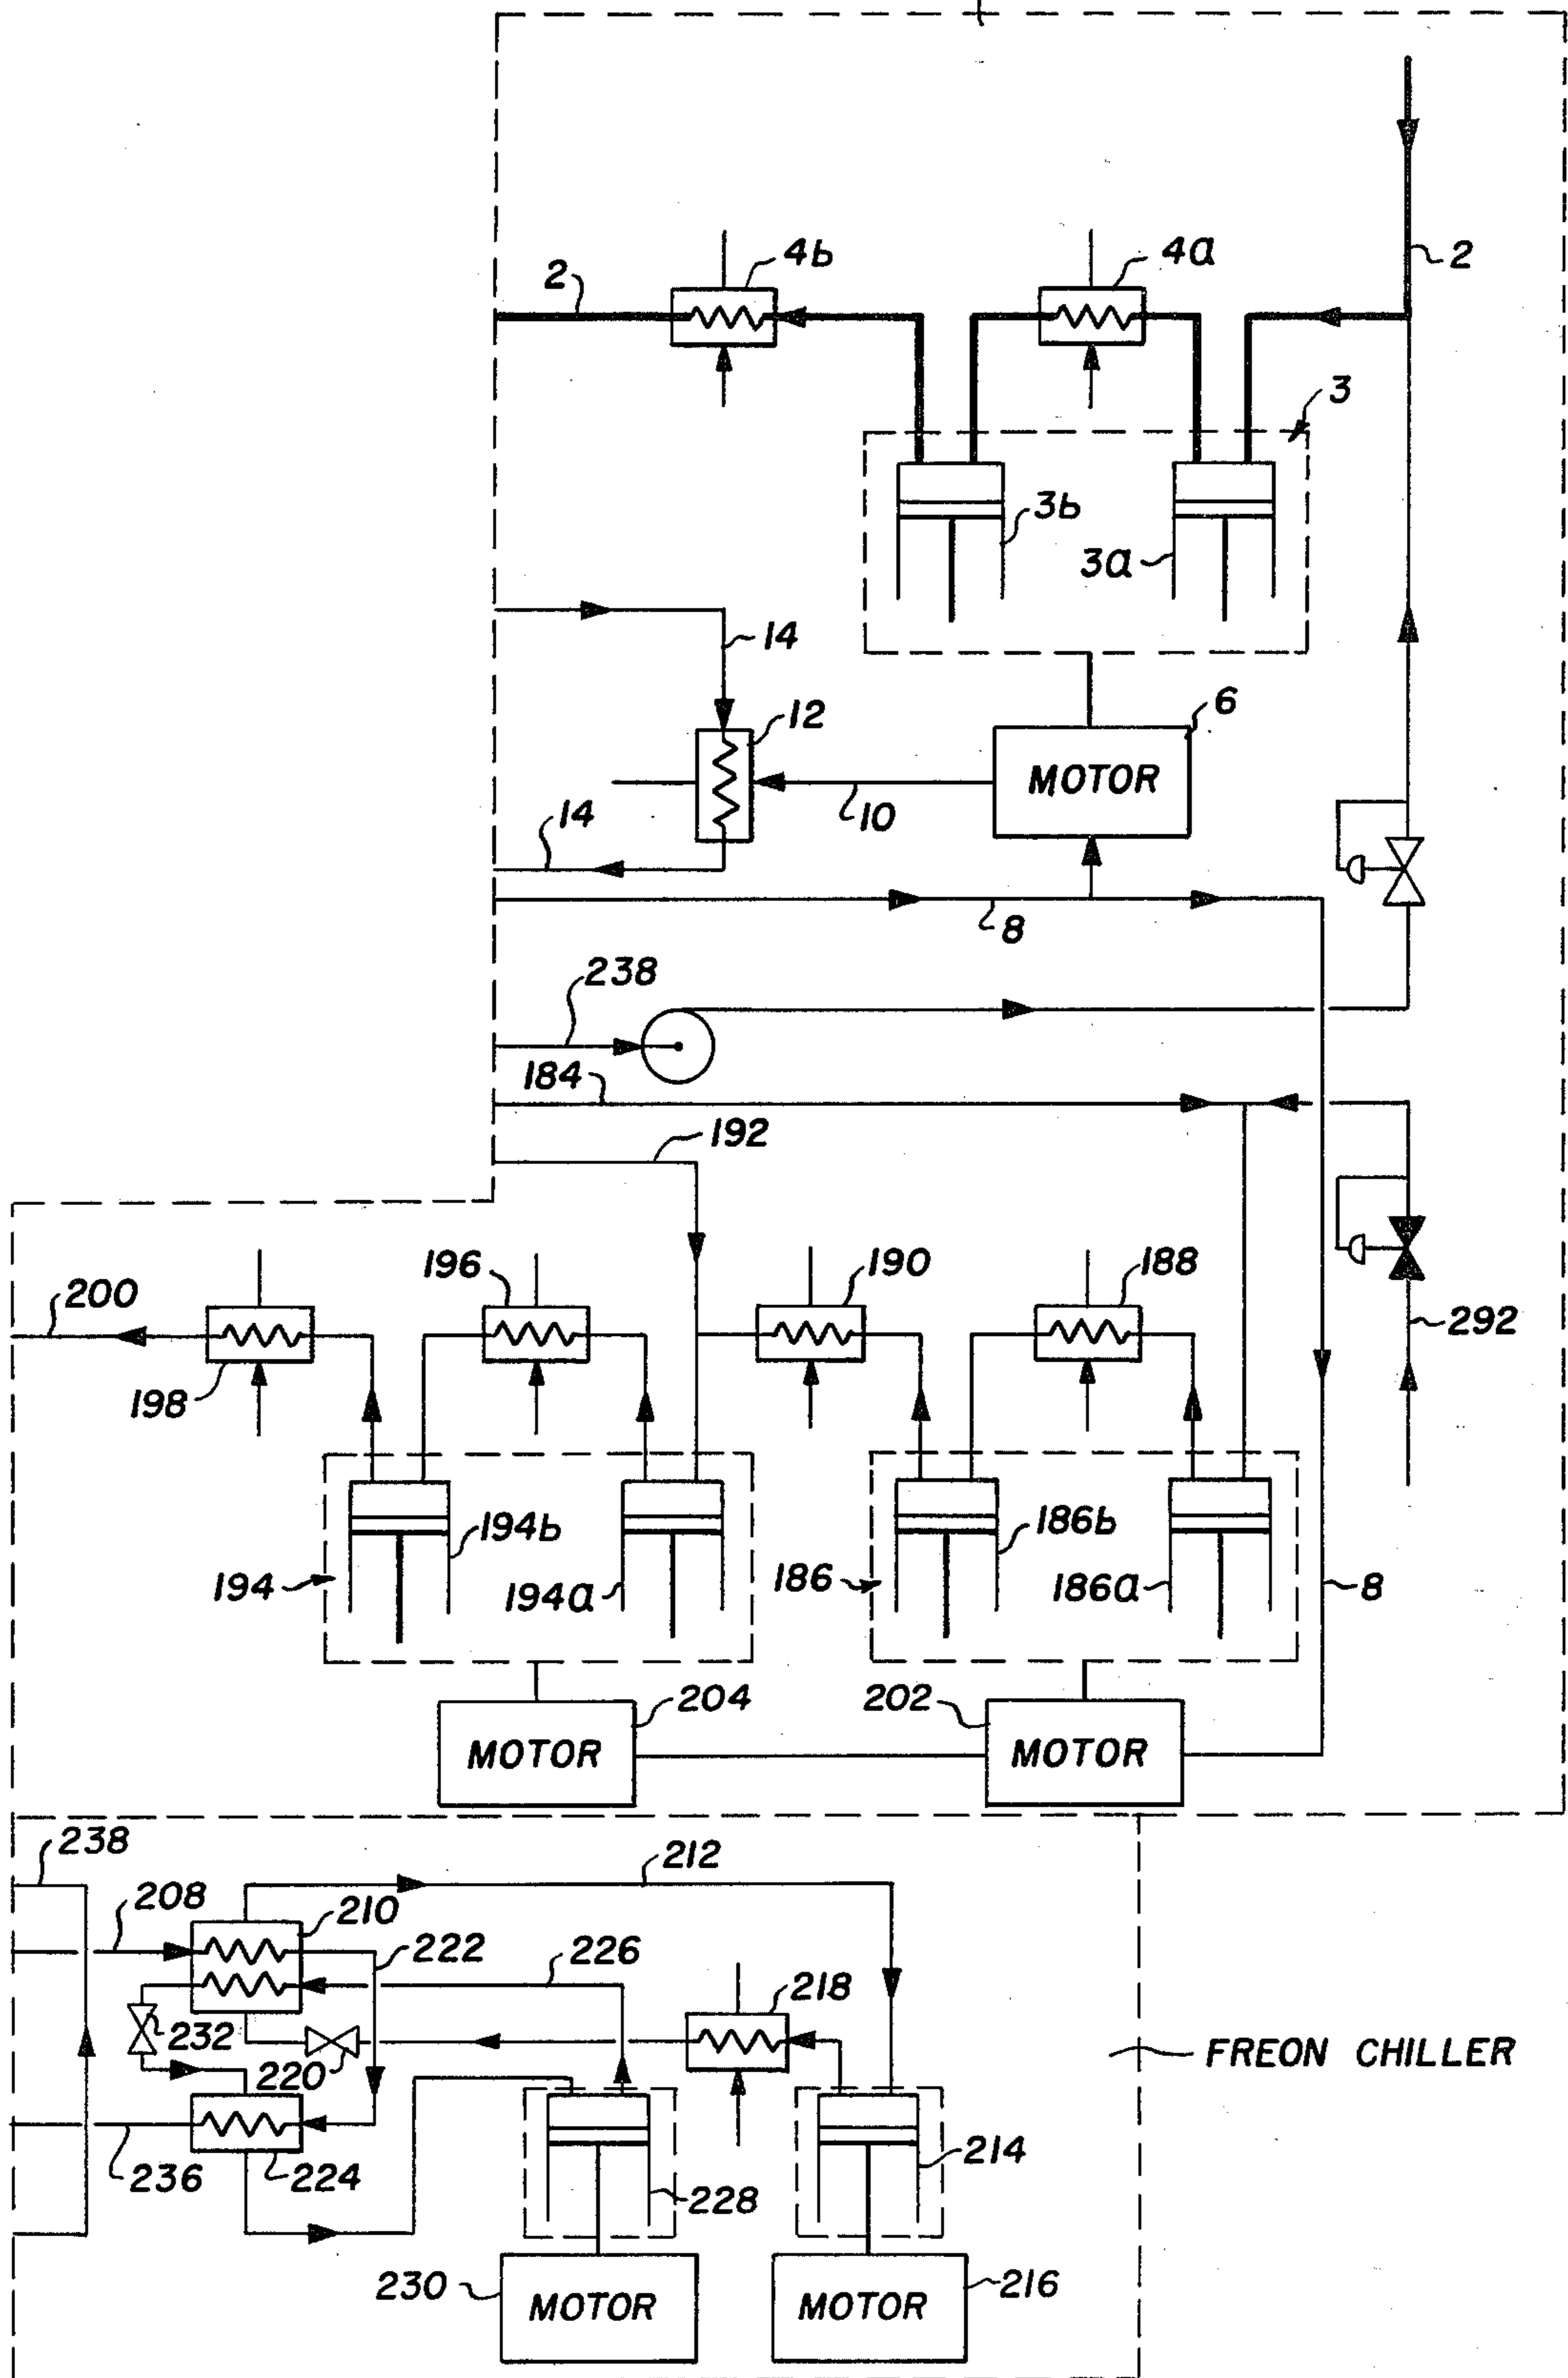 4b
4a
2
2
3
3b
3a
14
6
12
MOTOR
14
10
8
238
184
192
196
190
188
200
292
198
194b
186b
194
194a
186
186a
8
204
202
MOTOR
MOTOR
238
212
208
210
222
226
218
232
FREON CHILLER
220
214
236
224
228
230
MOTOR
MOTOR
216